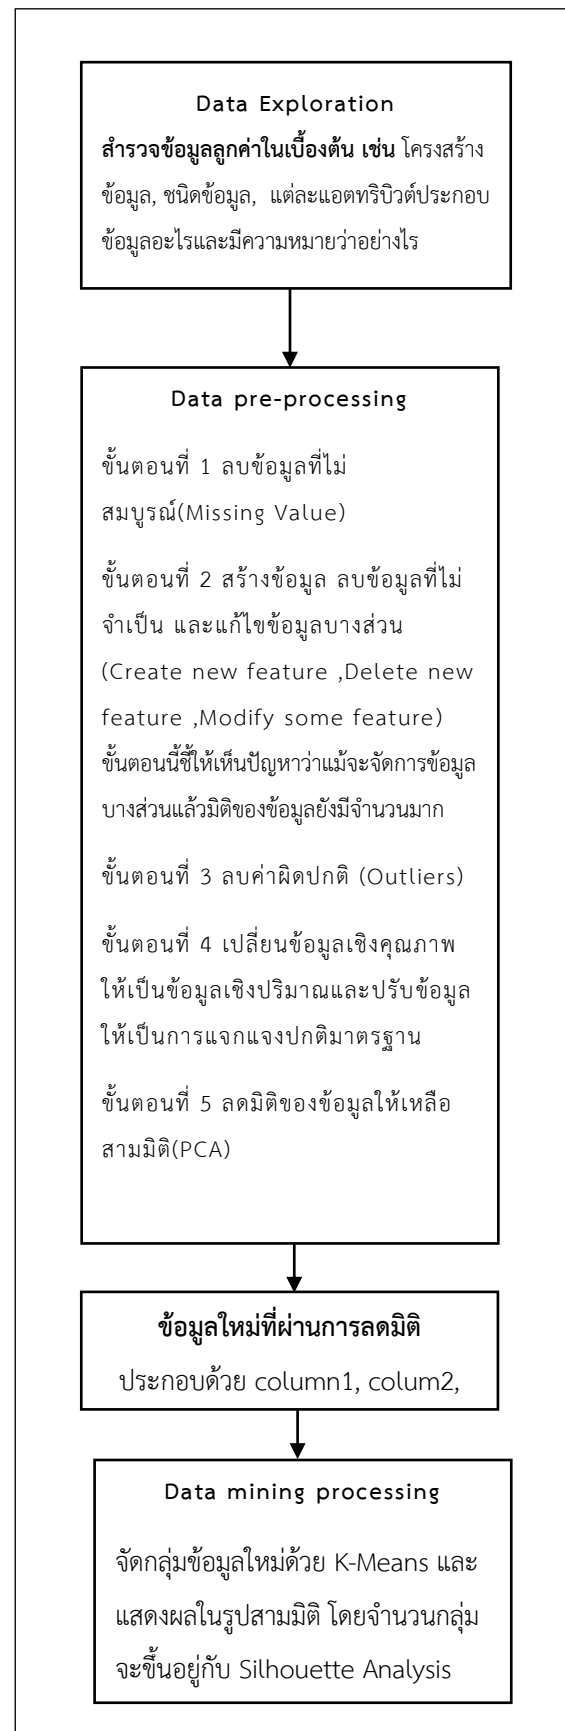 Data Exploration
สำรวจข้อมูลลูกค้าในเบื้องต้น เช่น โครงสร้าง
ข้อมูล, ชนิดข้อมูล, แต่ละแอตทริบิวต์ประกอบ
ข้อมูลอะไรและมีความหมายว่าอย่างไร
Data pre-processing
ขั้นตอนที่ 1 ลบข้อมูลที่ไม่
สมบูรณ์(Missing Value)
ขั้นตอนที่ 2 สร้างข้อมูล ลบข้อมูลที่ไม่
จำเป็น และแก้ไขข้อมูลบางส่วน
(Create new feature ,Delete new
feature ,Modify some feature)
ขั้นตอนนี้ชี้ให้เห็นปัญหาว่าแม้จะจัดการข้อมูล
บางส่วนแล้วมิติของข้อมูลยังมีจำนวนมาก
ขั้นตอนที่ 3 ลบค่าผิดปกติ (Outliers)
ขั้นตอนที่ 4 เปลี่ยนข้อมูลเชิงคุณภาพ
ให้เป็นข้อมูลเชิงปริมาณและปรับข้อมูล
ให้เป็นการแจกแจงปกติมาตรฐาน
ขั้นตอนที่ 5 ลดมิติของข้อมูลให้เหลือ
สามมิติ(PCA)
ข้อมูลใหม่ที่ผ่านการลดมิติ
ประกอบด้วย column1, colum2,
Data mining processing
จัดกลุ่มข้อมูลใหม่ด้วย K-Means และ
แสดงผลในรูปสามมิติ โดยจำนวนกลุ่ม
จะขึ้นอยู่กับ Silhouette Analysis